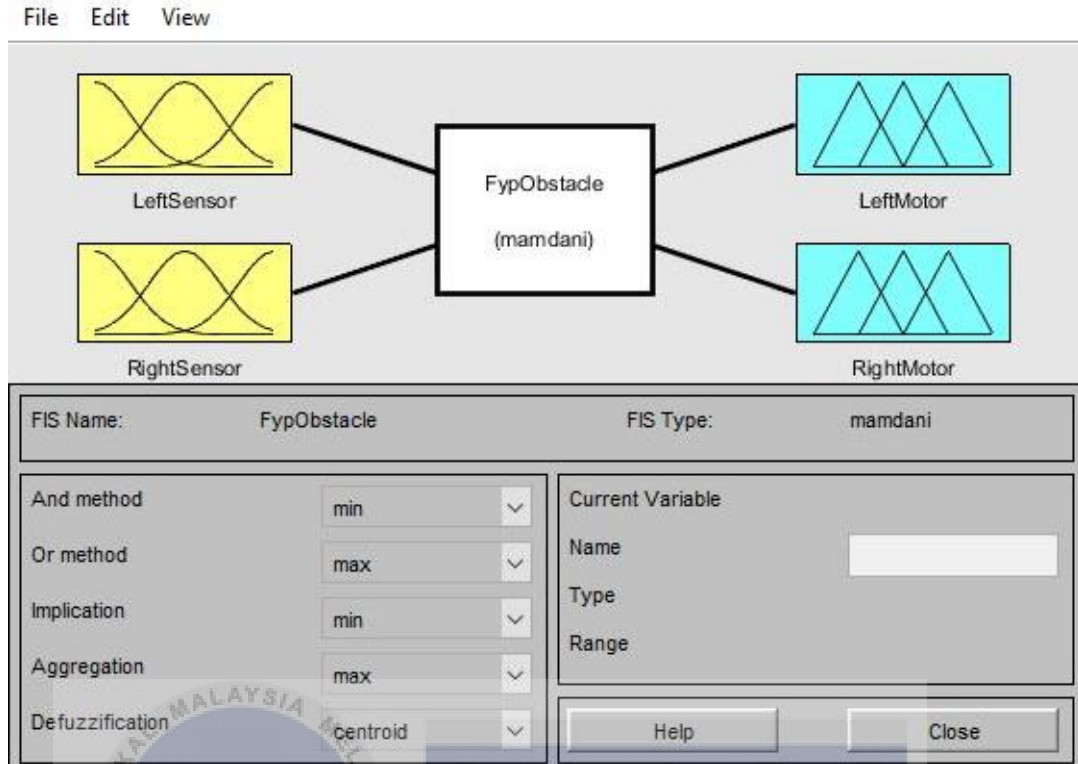 File Edit View
LeftSensor
RightSensor
FypObstacle
(mamdani)
LeftMotor
RightMotor
FIS Name: FypObstacle FIS Type: mamdani
And method min
Or method max
Implication min
Aggregation max
Defuzzification centroid
Current Variable
Name
Type
Range
Help Close
MALAYSIA